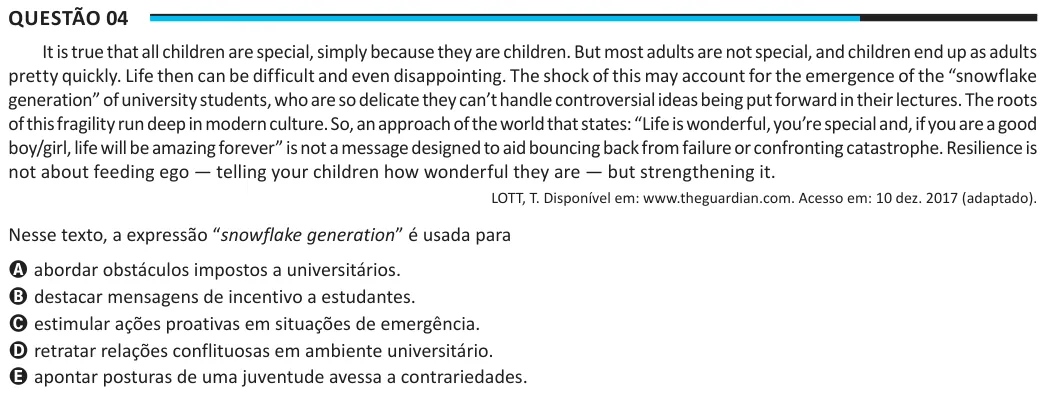 QUESTÃO 04
It is true that all children are special, simply because they are children. But most adults are not special, and children end up as adults
pretty quickly. Life then can be difficult and even disappointing. The shock of this may account for the emergence of the “snowflake
generation” of university students, who are so delicate they can’t handle controversial ideas being put forward in their lectures. The roots
of this fragility run deep in modern culture. So, an approach of the world that states: “Life is wonderful, you’re special and, if you are a good
boy/girl, life will be amazing forever” is not a message designed to aid bouncing back from failure or confronting catastrophe. Resilience is
not about feeding ego — telling your children how wonderful they are — but strengthening it.
LOTT, T. Disponível em: www.theguardian.com. Acesso em: 10 dez. 2017 (adaptado).
Nesse texto, a expressão “snowflake generation” é usada para
A abordar obstáculos impostos a universitários.
B destacar mensagens de incentivo a estudantes.
C estimular ações proativas em situações de emergência.
D retratar relações conflituosas em ambiente universitário.
E apontar posturas de uma juventude avessa a contrariedades.